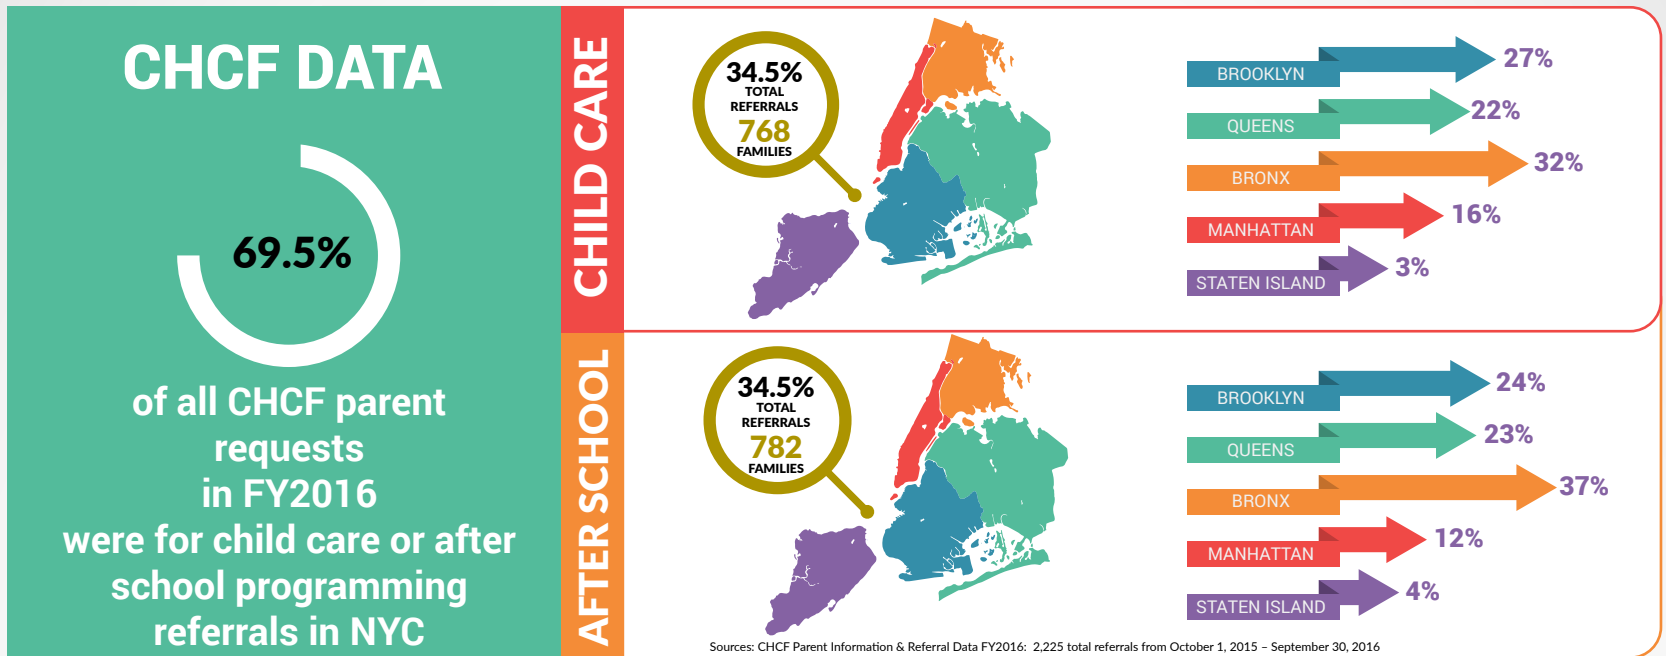 CHCF DATA
69.5%
of all CHCF parent
requests
in FY2016
were for child care or after
school programming
referrals in NYC
CHILD CARE
34.5%
TOTAL
REFERRALS
768
FAMILIES
BROOKLYN 27%
QUEENS 22%
BRONX 32%
MANHATTAN 16%
STATEN ISLAND 3%
AFTER SCHOOL
34.5%
TOTAL
REFERRALS
782
FAMILIES
BROOKLYN 24%
QUEENS 23%
BRONX 37%
MANHATTAN 12%
STATEN ISLAND 4%
Sources: CHCF Parent Information & Referral Data FY2016: 2,225 total referrals from October 1, 2015 – September 30, 2016